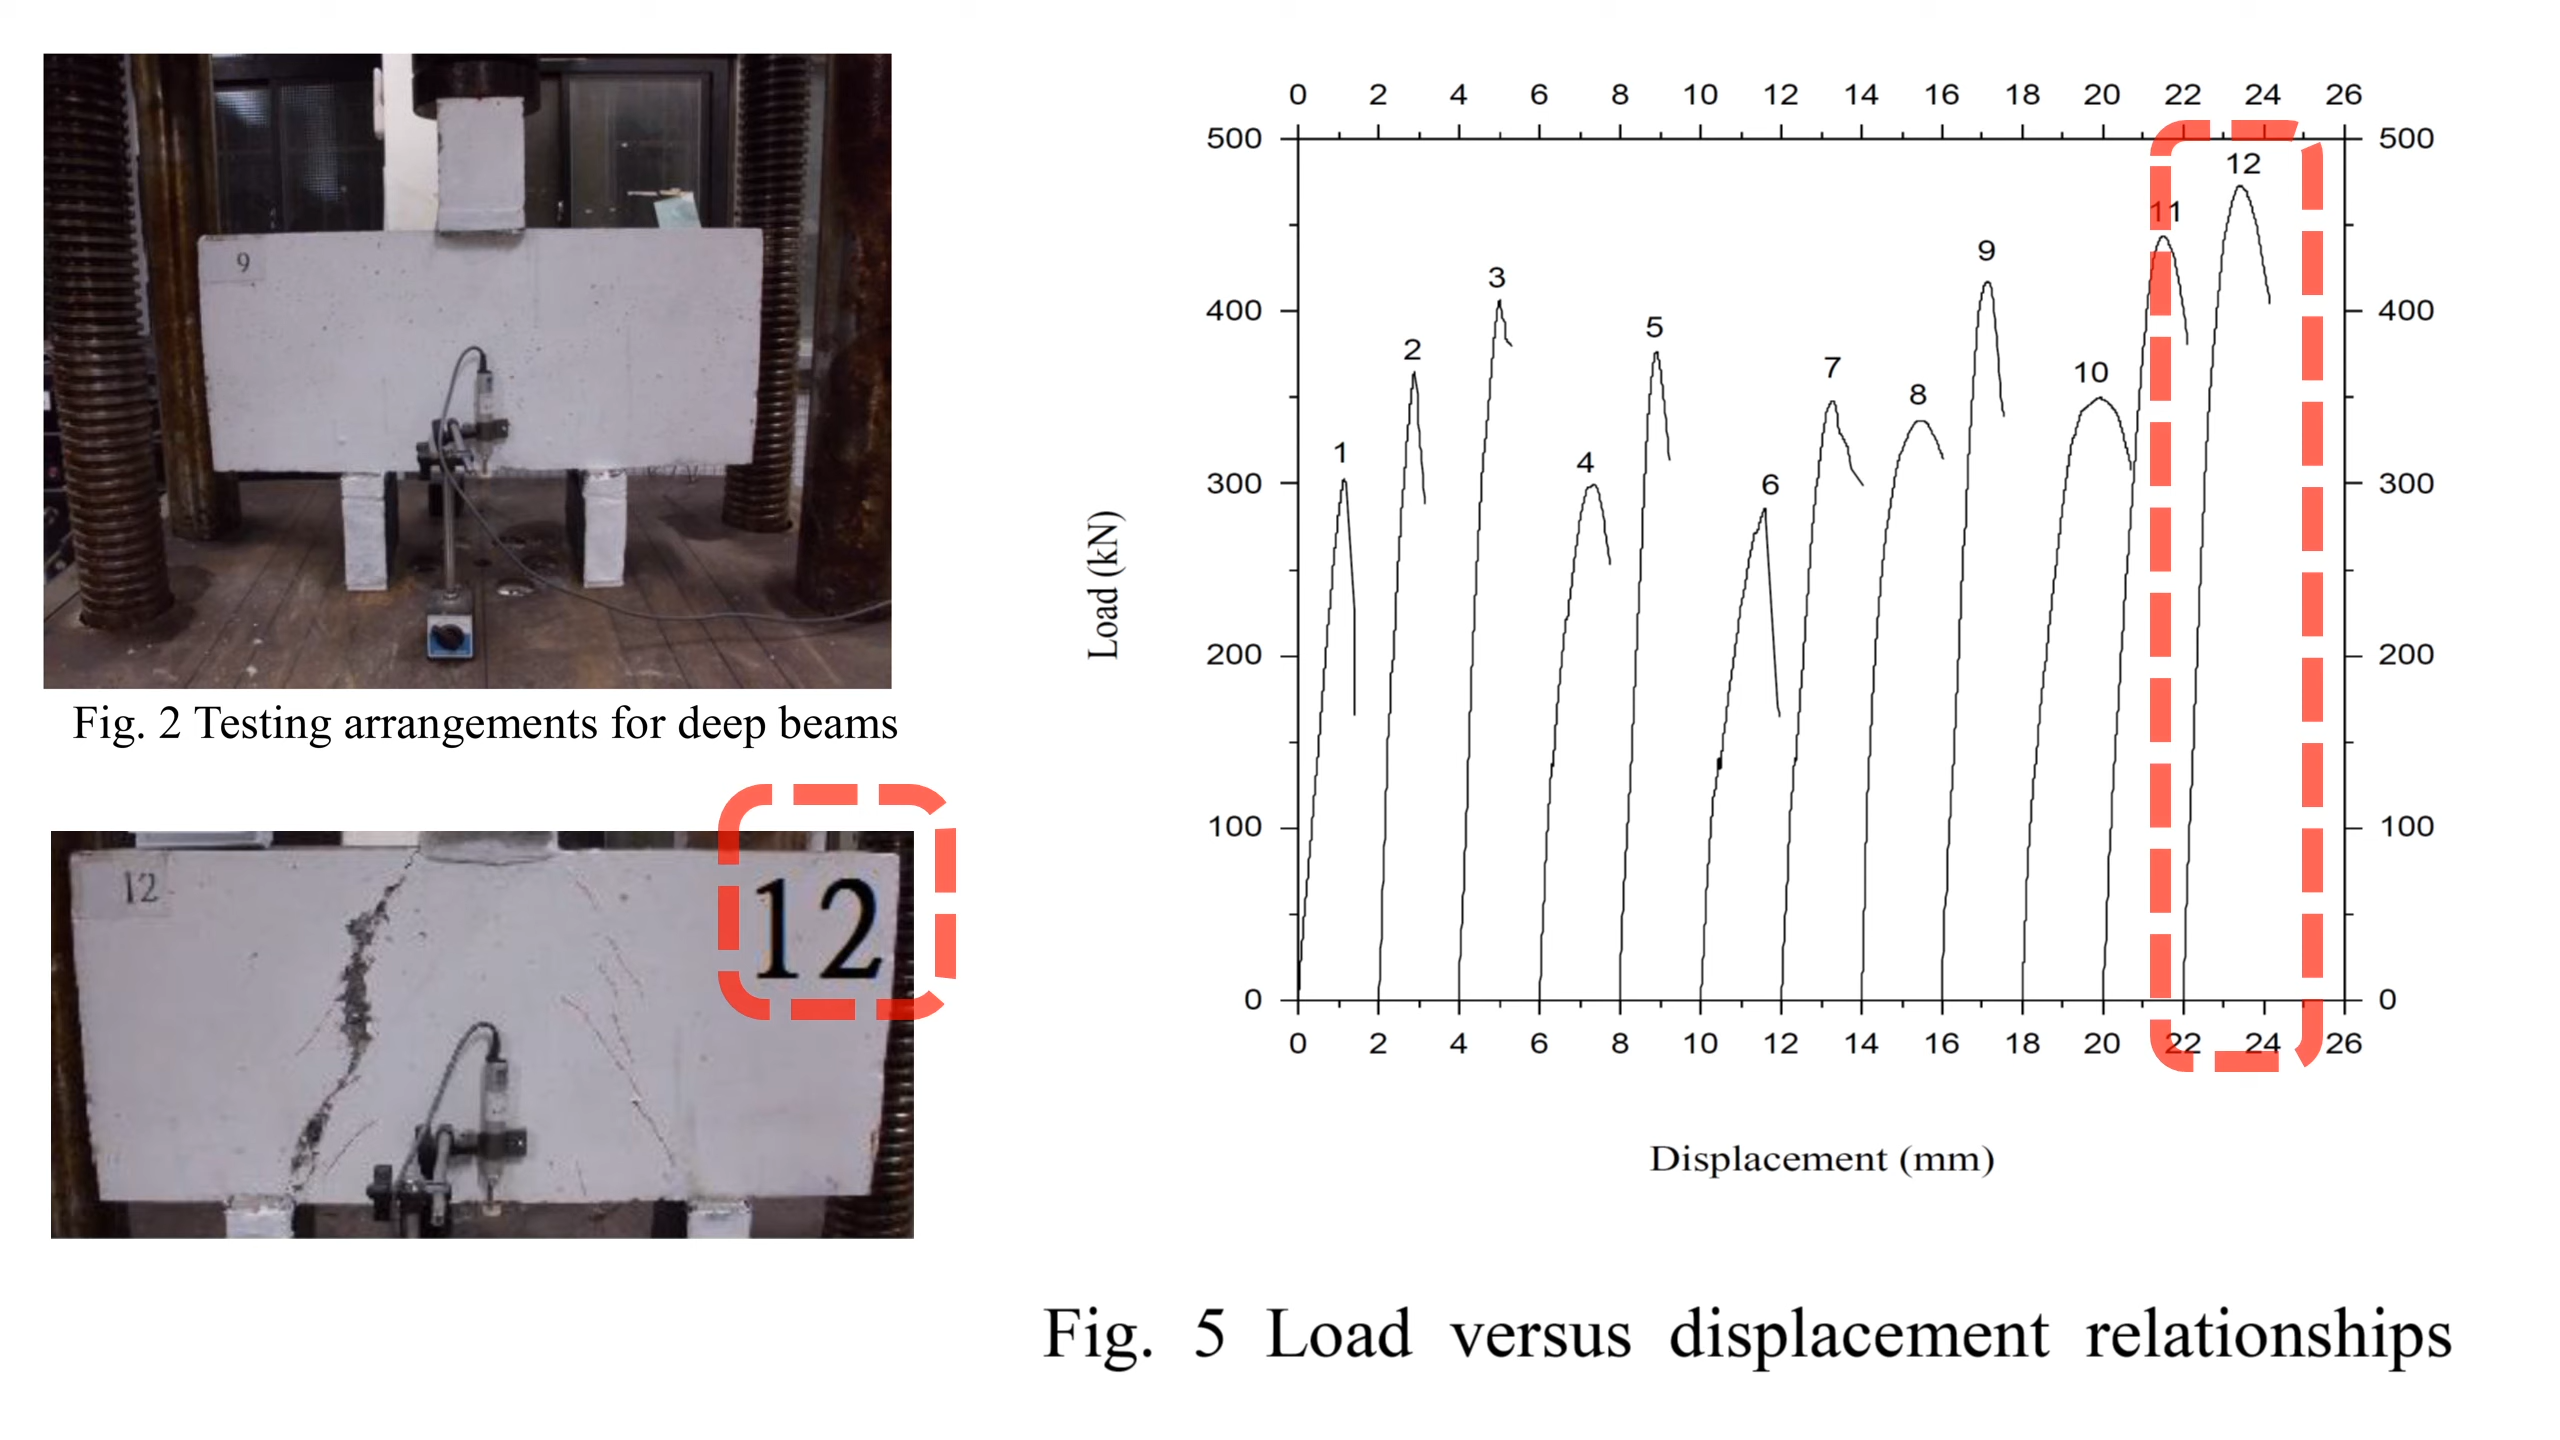 9
Fig. 2 Testing arrangements for deep beams
12
12
0 2 4 6 8 10 12 14 16 18 20 22 24 26
500 500
400 400
300 300
200 200
100 100
0 0
1 2 3 4 5 6 7 8 9 10 11 12
Load (kN)
0 2 4 6 8 10 12 14 16 18 20 22 24 26
Displacement (mm)
Fig. 5 Load versus displacement relationships